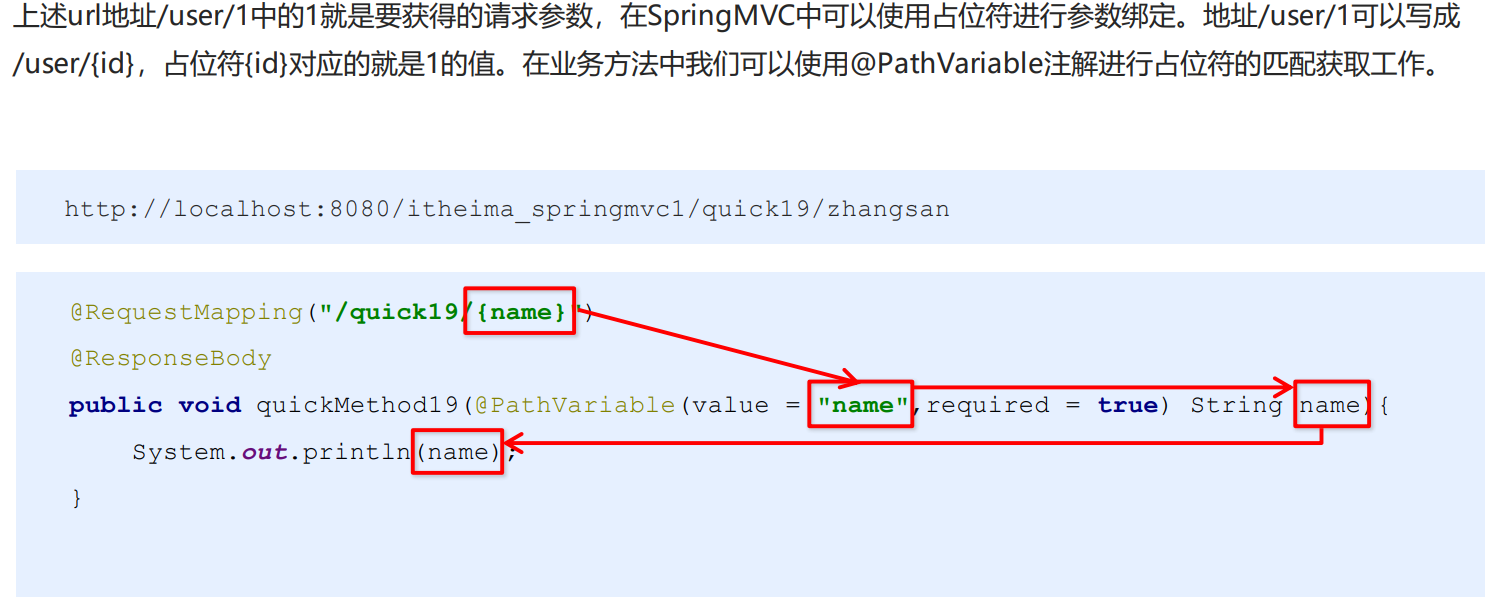 上述url地址/user/1中的1就是要获得的请求参数，在SpringMVC中可以使用占位符进行参数绑定。地址/user/1可以写成
/user/{id}，占位符{id}对应的就是1的值。在业务方法中我们可以使用@PathVariable注解进行占位符的匹配获取工作。
http://localhost:8080/itheima_springmvc1/quick19/zhangsan
@RequestMapping("/quick19/{name}")
@ResponseBody
public void quickMethod19(@PathVariable(value = "name",required = true) String name){
System.out.println(name);
}